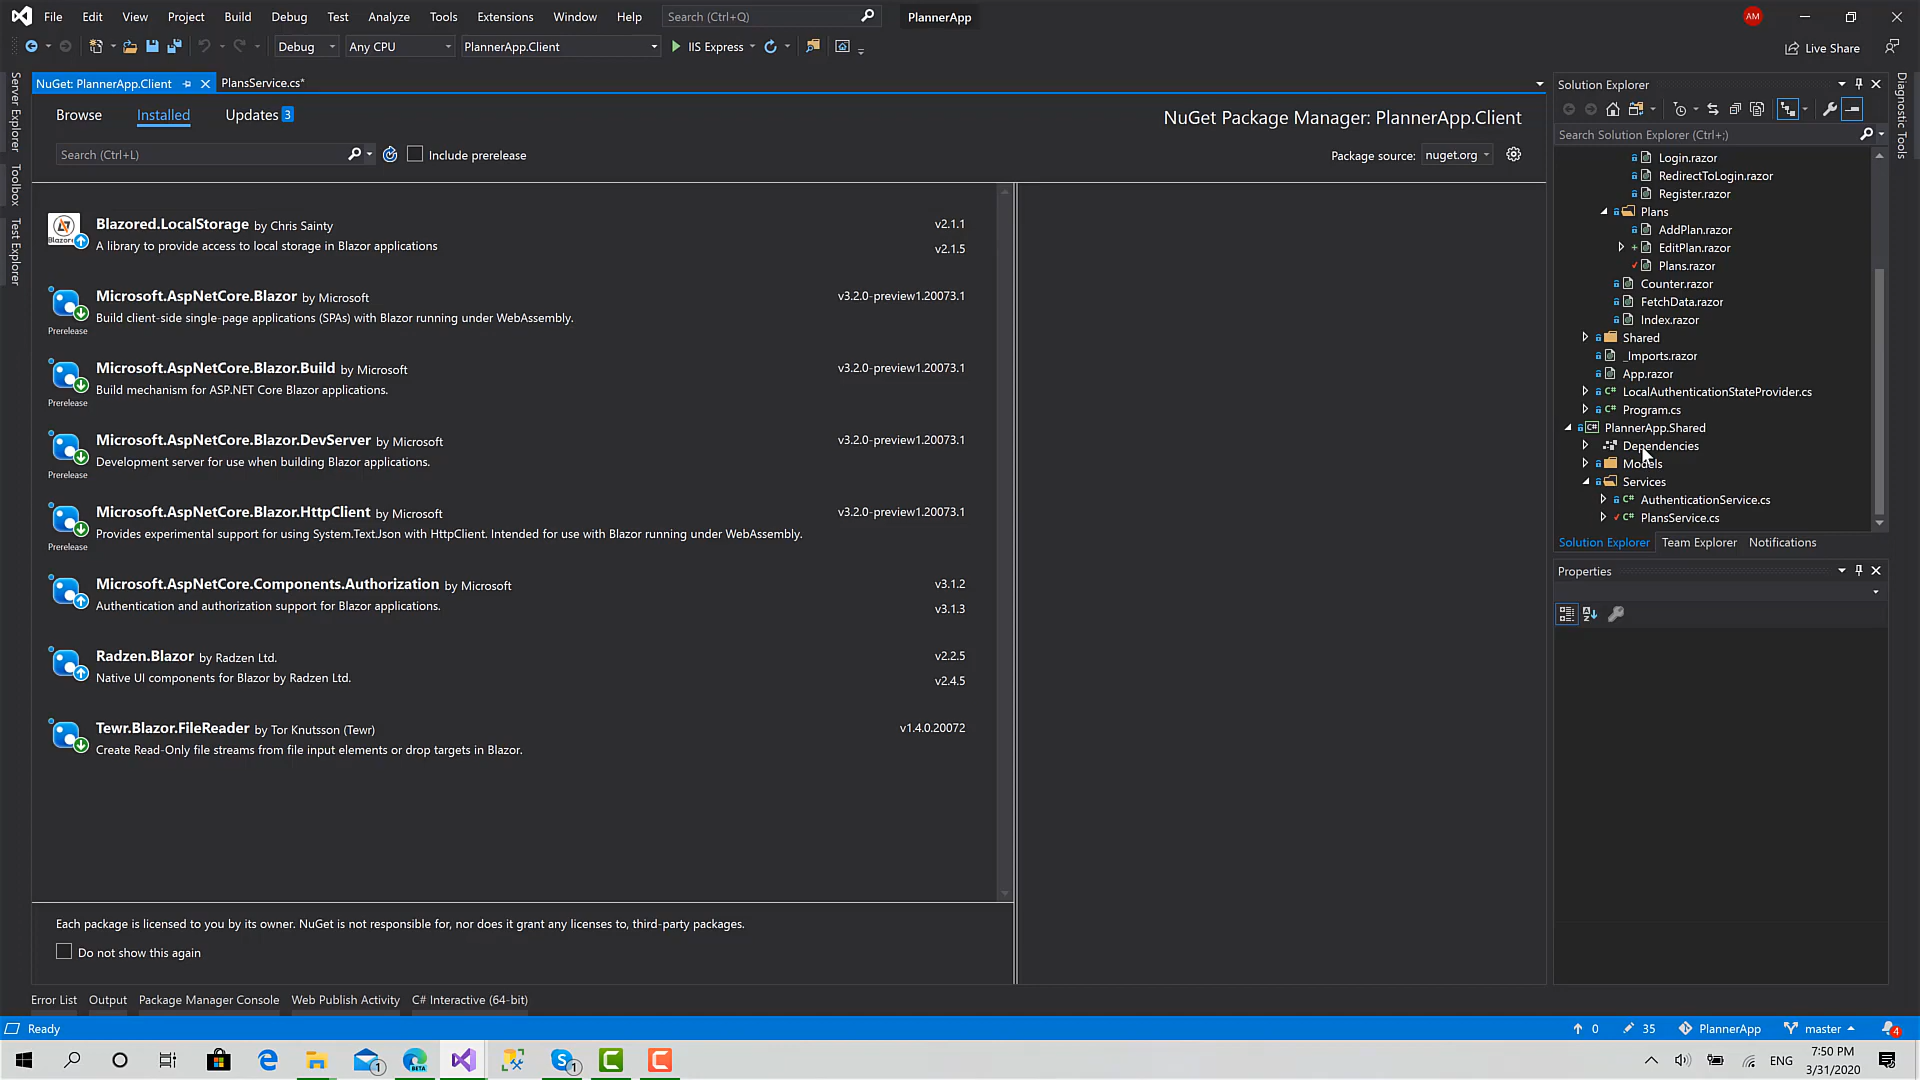 File Edit View Project Build Debug Test Analyze Tools Extensions Window Help Search (Ctrl+Q) PlannerApp AM
Debug Any CPU PlannerApp.Client IIS Express Live Share
Server Explorer
Toolbox
Test Explorer
NuGet: PlannerApp.Client PlansService.cs*
Browse Installed Updates 3
NuGet Package Manager: PlannerApp.Client
Search (Ctrl+L) Include prerelease
Package source: nuget.org
Blazored.LocalStorage by Chris Sainty v2.1.1
A library to provide access to local storage in Blazor applications v2.1.5
Microsoft.AspNetCore.Blazor by Microsoft v3.2.0-preview1.20073.1
Build client-side single-page applications (SPAs) with Blazor running under WebAssembly.
Prerelease
Microsoft.AspNetCore.Blazor.Build by Microsoft v3.2.0-preview1.20073.1
Build mechanism for ASP.NET Core Blazor applications.
Prerelease
Microsoft.AspNetCore.Blazor.DevServer by Microsoft v3.2.0-preview1.20073.1
Development server for use when building Blazor applications.
Prerelease
Microsoft.AspNetCore.Blazor.HttpClient by Microsoft v3.2.0-preview1.20073.1
Provides experimental support for using System.Text.Json with HttpClient. Intended for use with Blazor running under WebAssembly.
Prerelease
Microsoft.AspNetCore.Components.Authorization by Microsoft v3.1.2
Authentication and authorization support for Blazor applications. v3.1.3
Radzen.Blazor by Radzen Ltd. v2.2.5
Native UI components for Blazor by Radzen Ltd. v2.4.5
Tewr.Blazor.FileReader by Tor Knutsson (Tewr) v1.4.0.20072
Create Read-Only file streams from file input elements or drop targets in Blazor.
Each package is licensed to you by its owner. NuGet is not responsible for, nor does it grant any licenses to, third-party packages.
Do not show this again
Solution Explorer
Search Solution Explorer (Ctrl+;)
Login.razor
RedirectToLogin.razor
Register.razor
Plans
AddPlan.razor
EditPlan.razor
Plans.razor
Counter.razor
FetchData.razor
Index.razor
Shared
_Imports.razor
App.razor
C# LocalAuthenticationStateProvider.cs
C# Program.cs
C# PlannerApp.Shared
Dependencies
Models
Services
C# AuthenticationService.cs
C# PlansService.cs
Solution Explorer Team Explorer Notifications
Properties
Diagnostic Tools
Error List Output Package Manager Console Web Publish Activity C# Interactive (64-bit)
Ready 0 35 PlannerApp master 4
1 BETA 1 ENG 7:50 PM
3/31/2020